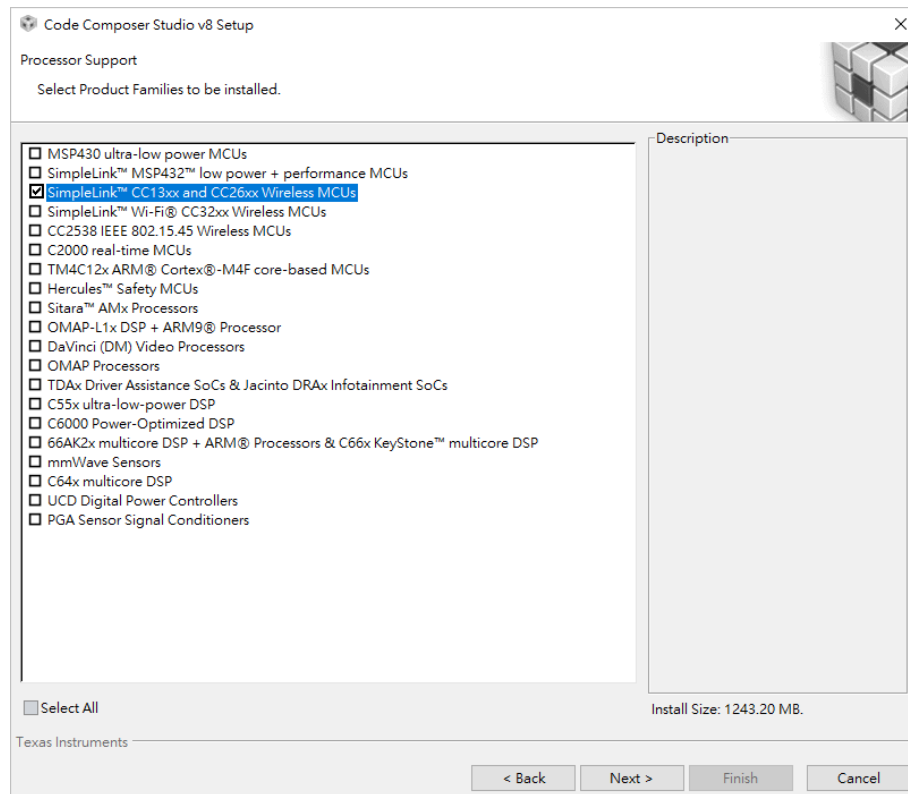 Code Composer Studio v8 Setup
Processor Support
Select Product Families to be installed.
MSP430 ultra-low power MCUs
SimpleLink™ MSP432™ low power + performance MCUs
SimpleLink™ CC13xx and CC26xx Wireless MCUs
SimpleLink™ Wi-Fi® CC32xx Wireless MCUs
CC2538 IEEE 802.15.45 Wireless MCUs
C2000 real-time MCUs
TM4C12x ARM® Cortex®-M4F core-based MCUs
Hercules™ Safety MCUs
Sitara™ AMx Processors
OMAP-L1x DSP + ARM9® Processor
DaVinci (DM) Video Processors
OMAP Processors
TDAx Driver Assistance SoCs & Jacinto DRAx Infotainment SoCs
C55x ultra-low-power DSP
C6000 Power-Optimized DSP
66AK2x multicore DSP + ARM® Processors & C66x KeyStone™ multicore DSP
mmWave Sensors
C64x multicore DSP
UCD Digital Power Controllers
PGA Sensor Signal Conditioners
Description
Select All
Install Size: 1243.20 MB.
Texas Instruments
< Back Next > Finish Cancel